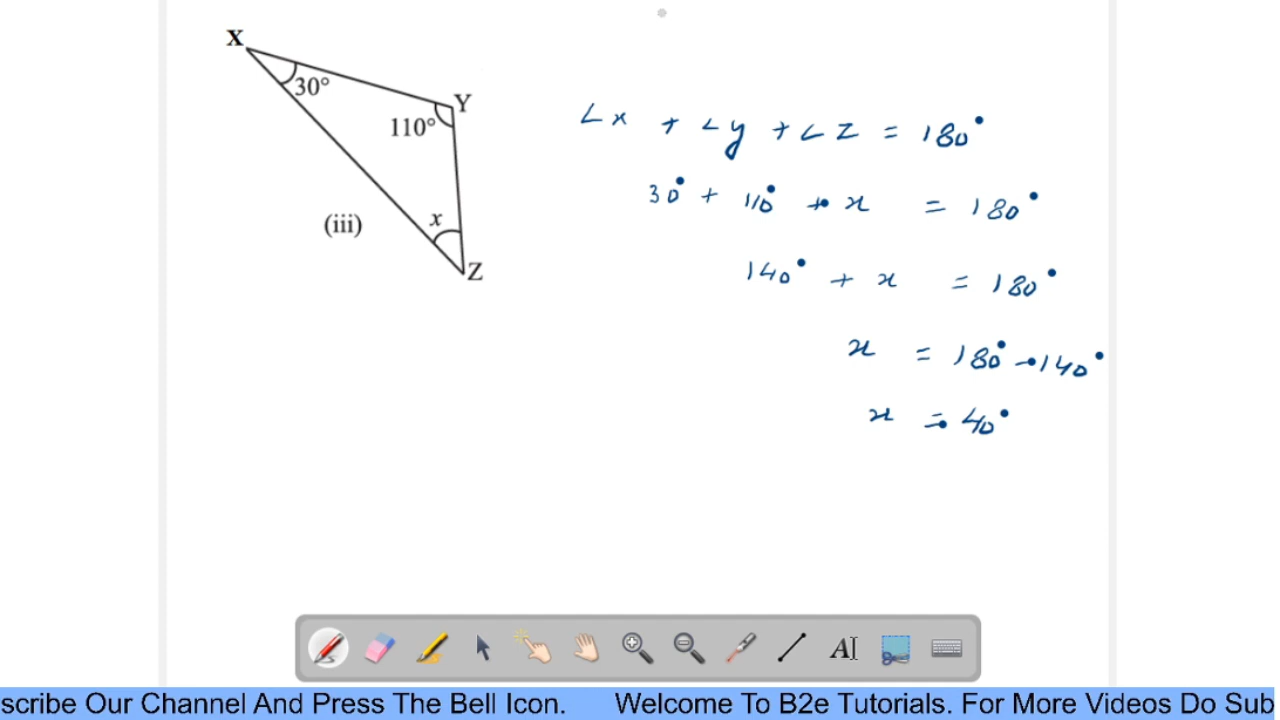 X
30°
Y
110°
x
(iii)
Z
∠x + ∠y + ∠z = 180°
30° + 110° + x = 180°
140° + x = 180°
x = 180° - 140°
x = 40°
AI
scribe Our Channel And Press The Bell Icon. Welcome To B2e Tutorials. For More Videos Do Sub